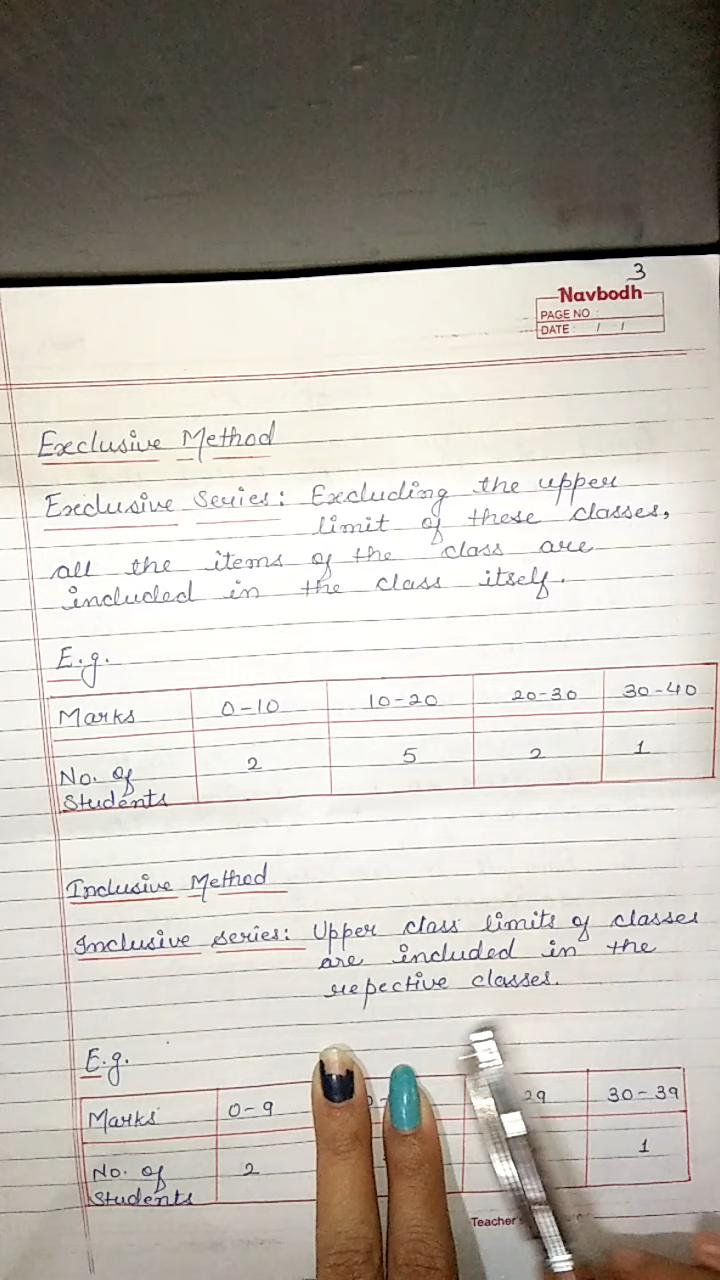 3
Navbodh
PAGE NO :
DATE : / /
Exclusive Method
Exclusive Series: Excluding the upper
limit of these classes,
all the items of the class are
included in the class itself.
E.g.
Marks 0-10 10-20 20-30 30-40
No. of Students 2 5 2 1
Inclusive Method
Inclusive series: Upper class limits of classes
are included in the
repective classes.
E.g.
Marks 0-9 29 30-39
No. of Students 2 1
Teacher's